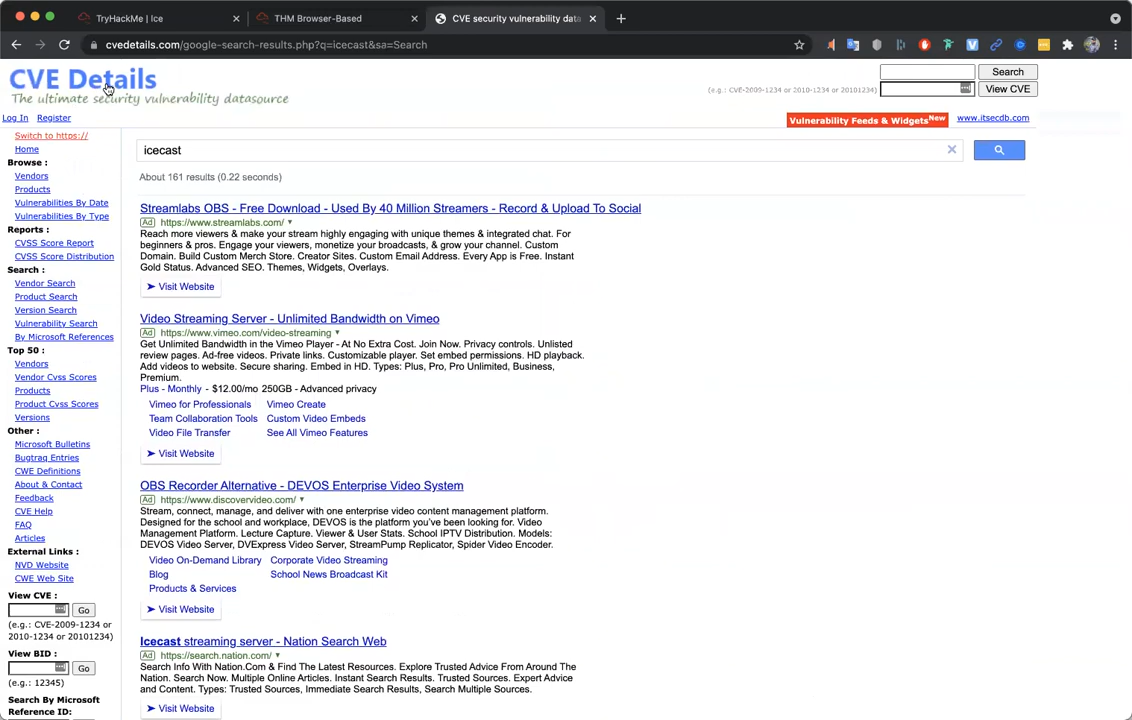 TryHackMe | Ice
THM Browser-Based
CVE security vulnerability dat
cvedetails.com/google-search-results.php?q=icecast&sa=Search
CVE Details
The ultimate security vulnerability datasource
Search
(e.g.: CVE-2009-1234 or 2010-1234 or 20101234)
View CVE
Log In Register
Vulnerability Feeds & Widgets New www.itsecdb.com
Switch to https://
Home
Browse :
Vendors
Products
Vulnerabilities By Date
Vulnerabilities By Type
Reports :
CVSS Score Report
CVSS Score Distribution
Search :
Vendor Search
Product Search
Version Search
Vulnerability Search
By Microsoft References
Top 50 :
Vendors
Vendor Cvss Scores
Products
Product Cvss Scores
Versions
Other :
Microsoft Bulletins
Bugtraq Entries
CWE Definitions
About & Contact
Feedback
CVE Help
FAQ
Articles
External Links :
NVD Website
CWE Web Site
View CVE :
Go
(e.g.: CVE-2009-1234 or
2010-1234 or 20101234)
View BID :
Go
(e.g.: 12345)
Search By Microsoft
Reference ID:
icecast
About 161 results (0.22 seconds)
Streamlabs OBS - Free Download - Used By 40 Million Streamers - Record & Upload To Social
Ad https://www.streamlabs.com/
Reach more viewers & make your stream highly engaging with unique themes & integrated chat. For
beginners & pros. Engage your viewers, monetize your broadcasts, & grow your channel. Custom
Domain. Build Custom Merch Store. Creator Sites. Custom Email Address. Every App is Free. Instant
Gold Status. Advanced SEO. Themes, Widgets, Overlays.
Visit Website
Video Streaming Server - Unlimited Bandwidth on Vimeo
Ad https://www.vimeo.com/video-streaming
Get Unlimited Bandwidth in the Vimeo Player - At No Extra Cost. Join Now. Privacy controls. Unlisted
review pages. Ad-free videos. Private links. Customizable player. Set embed permissions. HD playback.
Add videos to website. Secure sharing. Embed in HD. Types: Plus, Pro, Pro Unlimited, Business,
Premium.
Plus - Monthly - $12.00/mo 250GB - Advanced privacy
Vimeo for Professionals Vimeo Create
Team Collaboration Tools Custom Video Embeds
Video File Transfer See All Vimeo Features
Visit Website
OBS Recorder Alternative - DEVOS Enterprise Video System
Ad https://www.discovervideo.com/
Stream, connect, manage, and deliver with one enterprise video content management platform.
Designed for the school and workplace, DEVOS is the platform you've been looking for. Video
Management Platform. Lecture Capture. Viewer & User Stats. School IPTV Distribution. Models:
DEVOS Video Server, DVExpress Video Server, StreamPump Replicator, Spider Video Encoder.
Video On-Demand Library Corporate Video Streaming
Blog School News Broadcast Kit
Products & Services
Visit Website
Icecast streaming server - Nation Search Web
Ad https://search.nation.com/
Search Info With Nation.Com & Find The Latest Resources. Explore Trusted Advice From Around The
Nation. Search Now. Multiple Online Articles. Instant Search Results. Trusted Sources. Expert Advice
and Content. Types: Trusted Sources, Immediate Search Results, Search Multiple Sources.
Visit Website